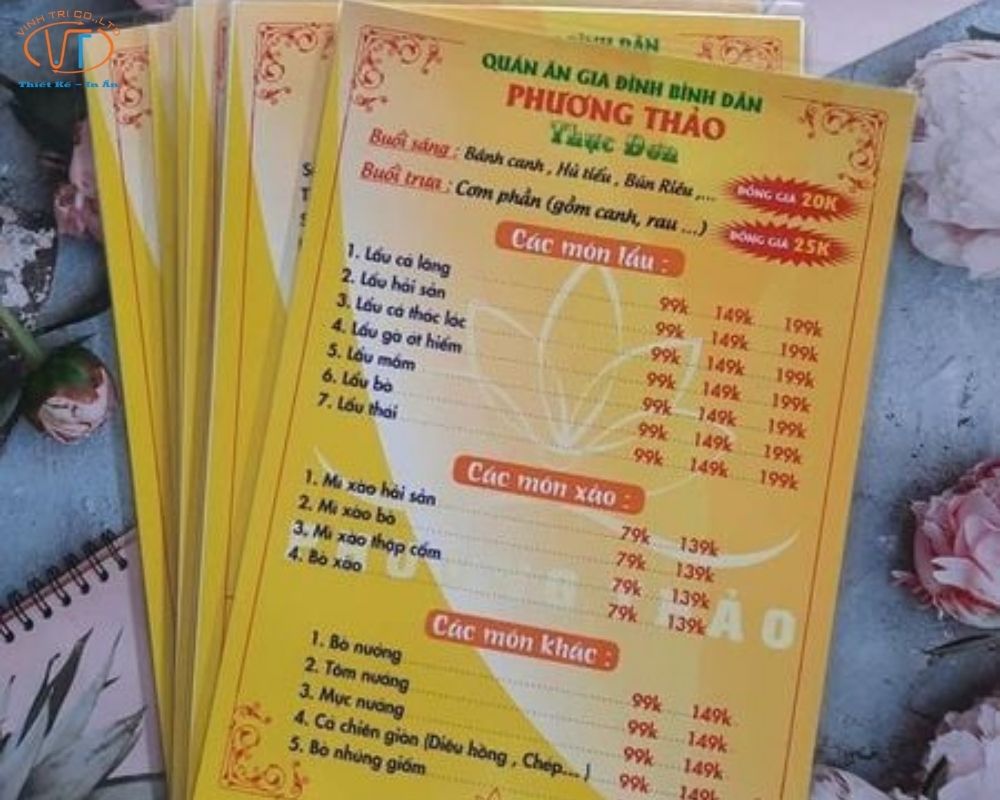 VINH TRI CO.,LTD
VT
Thiết Kế - In Ấn
BÌNH DÂN
QUÁN ĂN GIA ĐÌNH BÌNH DÂN
PHƯƠNG THẢO
Thực Đơn
Buổi sáng : Bánh canh , Hủ tiếu , Bún Riêu ,... ĐỒNG GIÁ 20K
Buổi trưa : Cơm phần (gồm canh, rau ...) ĐỒNG GIÁ 25K
Các món lẩu :
1. Lẩu cá lăng 99k 149k 199k
2. Lẩu hải sản 99k 149k 199k
3. Lẩu cá thác lác 99k 149k 199k
4. Lẩu gà ớt hiểm 99k 149k 199k
5. Lẩu mắm 99k 149k 199k
6. Lẩu bò 99k 149k 199k
7. Lẩu thái 99k 149k 199k
Các món xào :
1. Mì xào hải sản 79k 139k
2. Mì xào bò 79k 139k
3. Mì xào thập cẩm 79k 139k
4. Bò xào 79k 139k
Các món khác :
1. Bò nướng 99k 149k
2. Tôm nướng 99k 149k
3. Mực nướng 99k 149k
4. Cá chiên giòn (Diêu hồng , Chép... ) 99k 149k
5. Bò nhúng giấm 99k 149k